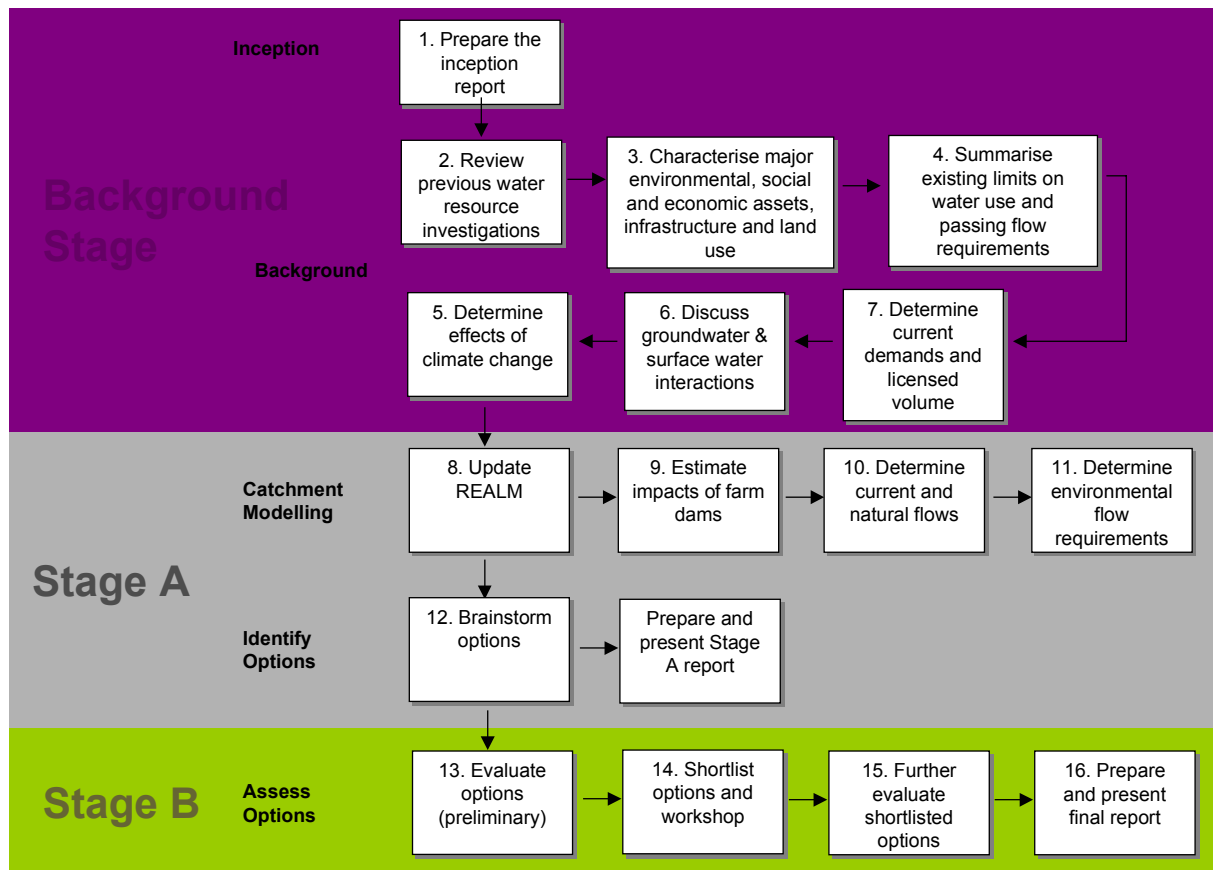 Inception
1. Prepare the
inception
report
Background
Stage
2. Review
previous water
resource
investigations
3. Characterise major
environmental, social
and economic assets,
infrastructure and land
use
4. Summarise
existing limits on
water use and
passing flow
requirements
Background
5. Determine
effects of
climate change
6. Discuss
groundwater &
surface water
interactions
7. Determine
current
demands and
licensed
volume
Stage A
Catchment
Modelling
8. Update
REALM
9. Estimate
impacts of farm
dams
10. Determine
current and
natural flows
11. Determine
environmental
flow
requirements
Identify
Options
12. Brainstorm
options
Prepare and
present Stage
A report
Stage B
Assess
Options
13. Evaluate
options
(preliminary)
14. Shortlist
options and
workshop
15. Further
evaluate
shortlisted
options
16. Prepare
and present
final report